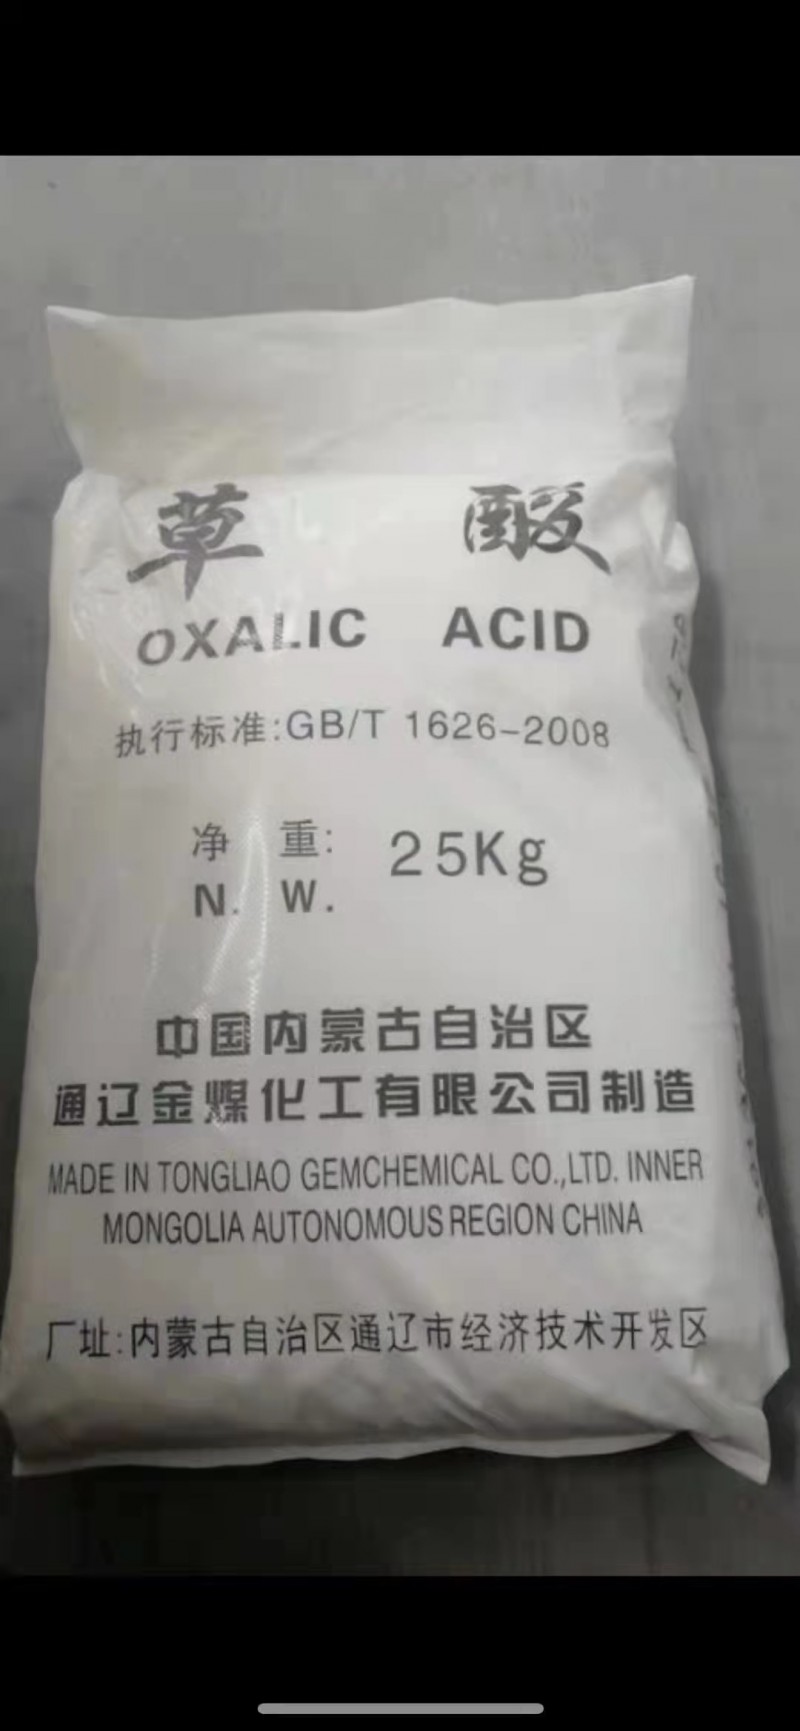 草 酸
OXALIC ACID
执行标准:GB/T 1626-2008
净 重: 25Kg
N. W.
中国内蒙古自治区
通辽金煤化工有限公司制造
MADE IN TONGLIAO GEMCHEMICAL CO.,LTD. INNER
MONGOLIA AUTONOMOUS REGION CHINA
厂址:内蒙古自治区通辽市经济技术开发区